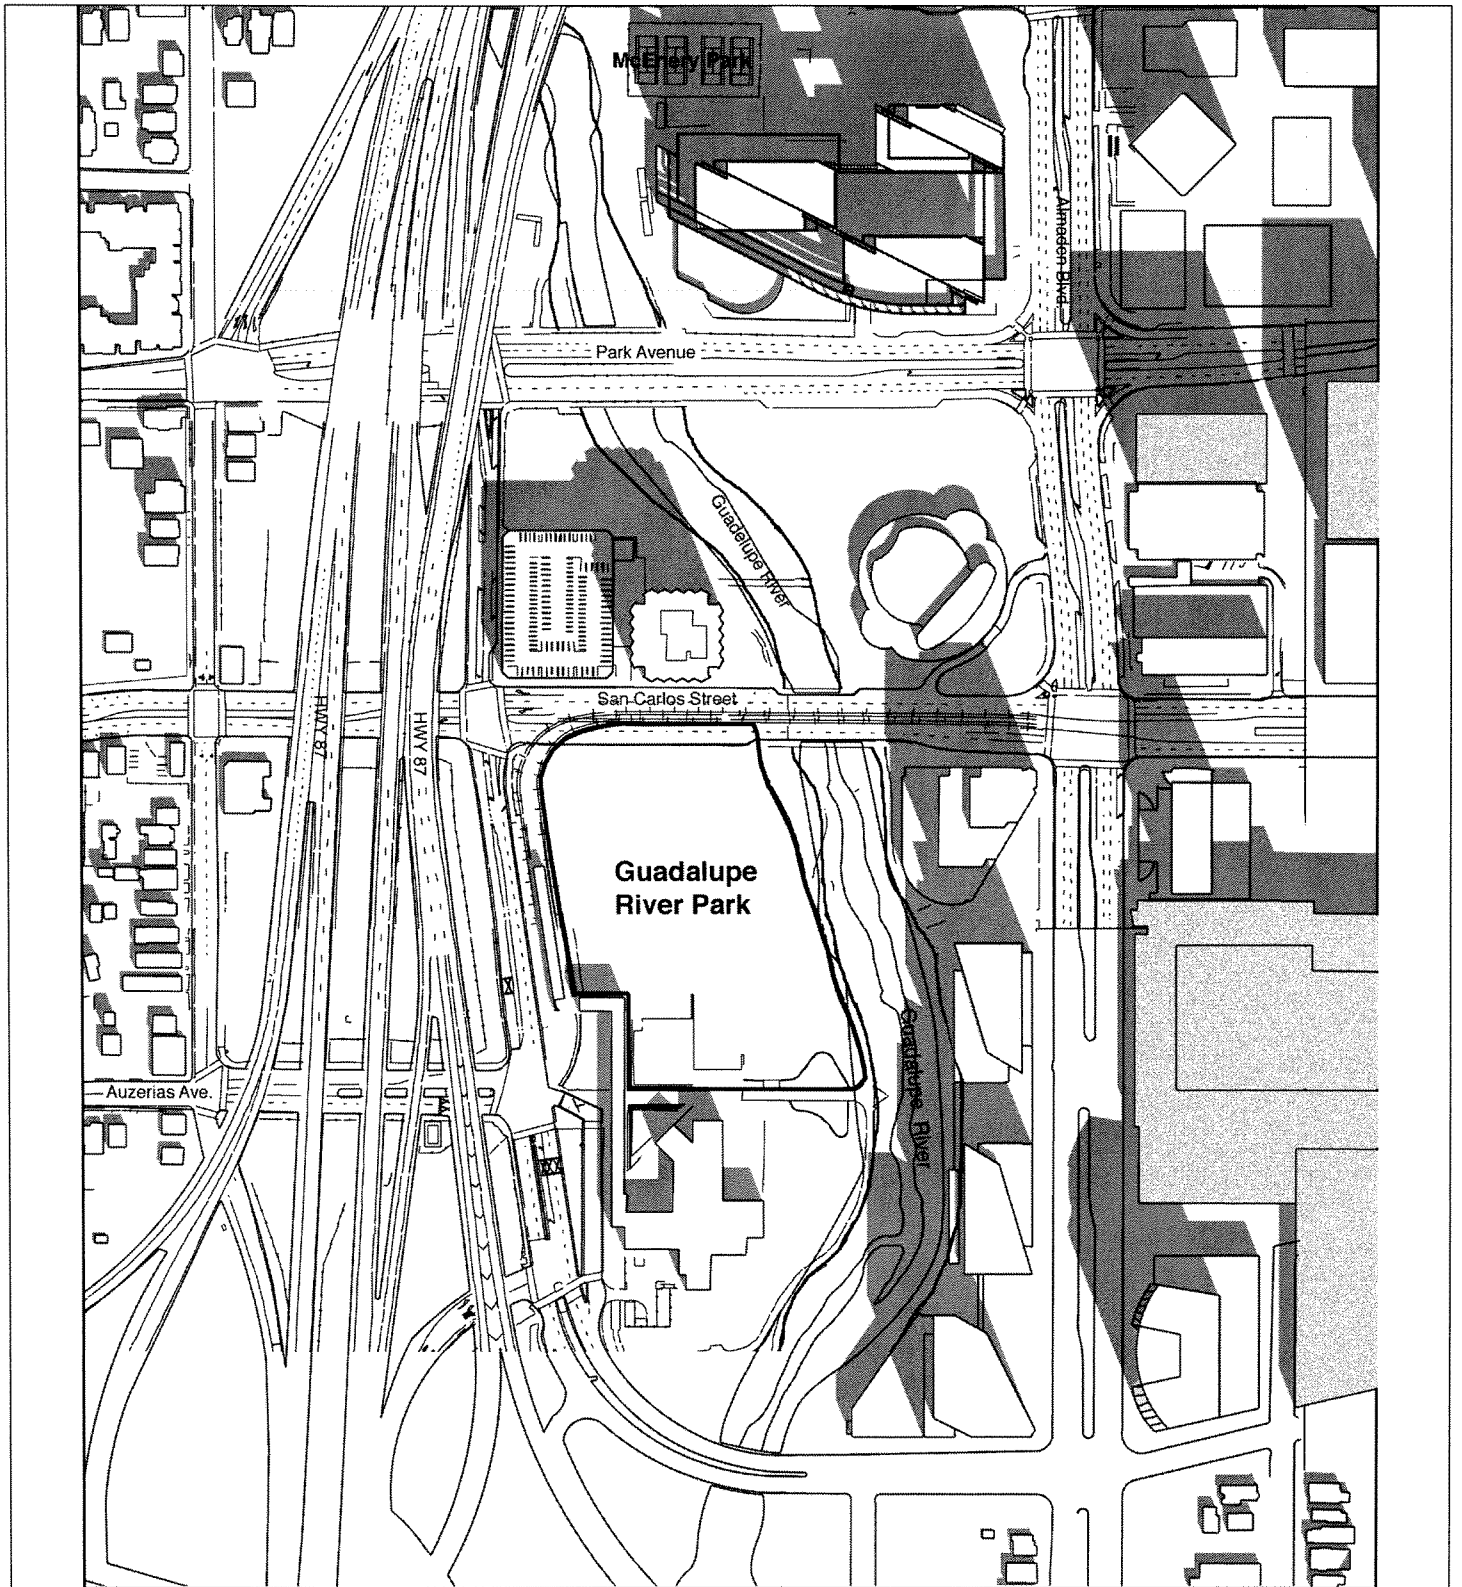 McEnery Park
Almaden Blvd
Park Avenue
Guadalupe River
San Carlos Street
HWY 87
HWY 87
Guadalupe
River Park
Guadalupe River
Auzerias Ave.